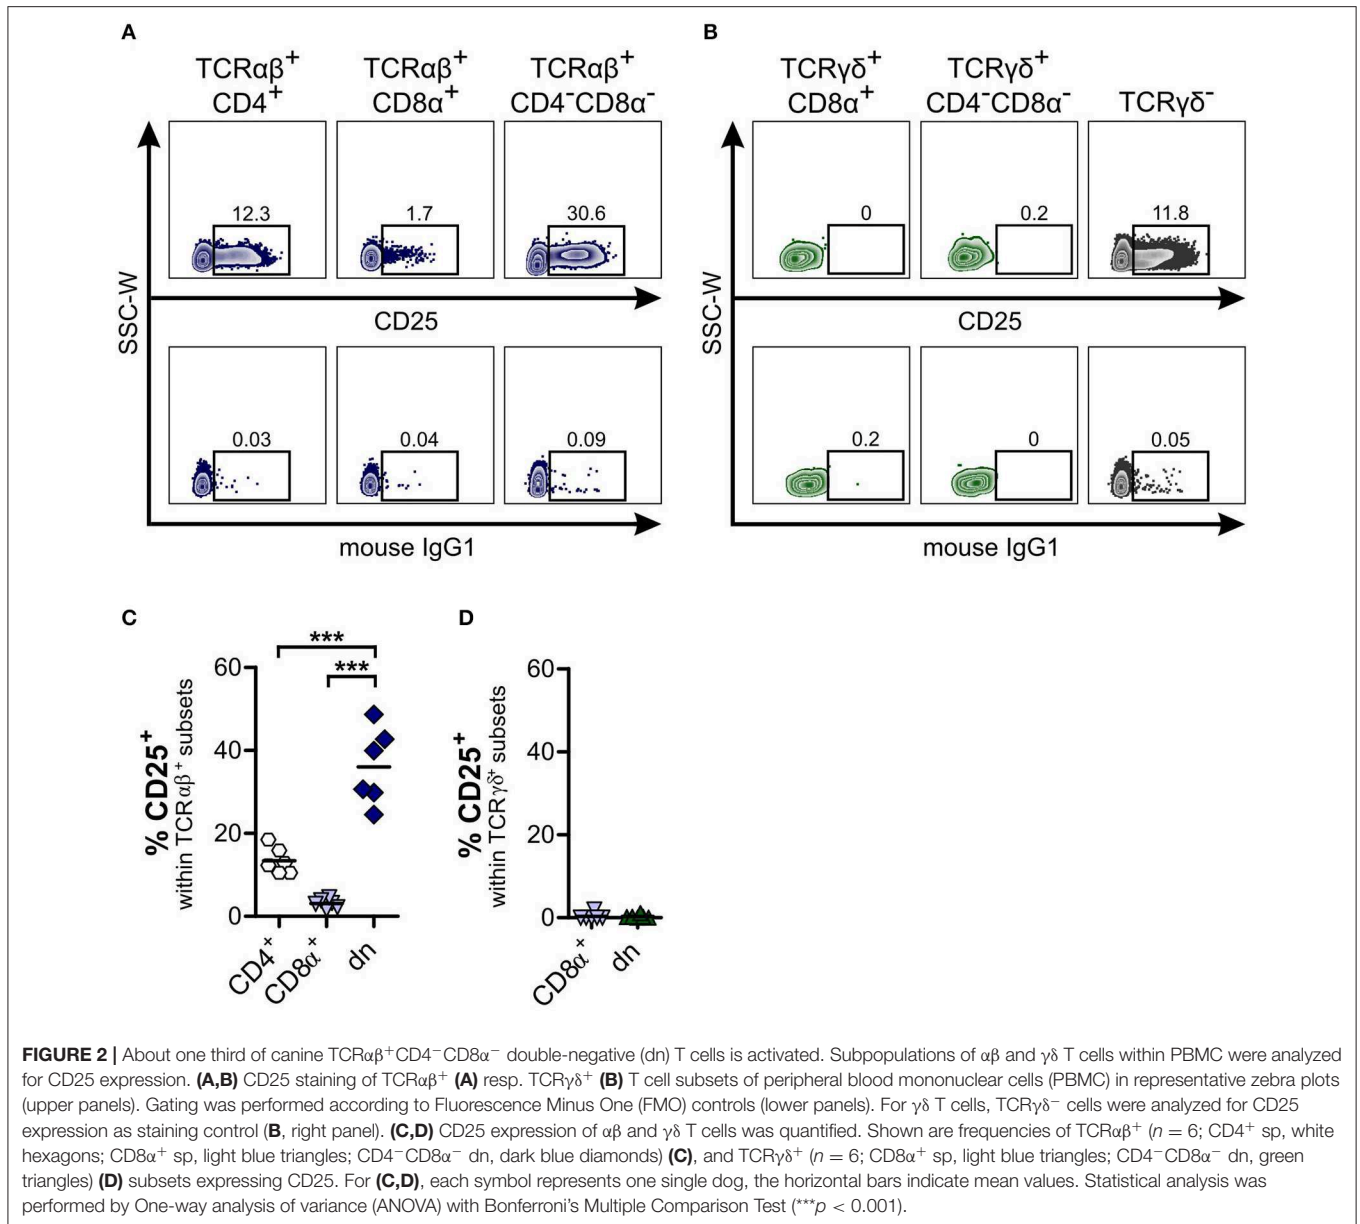 A
B
TCRαβ⁺ CD4⁺
TCRαβ⁺ CD8α⁺
TCRαβ⁺ CD4⁻CD8α⁻
TCRγδ⁺ CD8α⁺
TCRγδ⁺ CD4⁻CD8α⁻
TCRγδ⁻
12.3
1.7
30.6
0
0.2
11.8
SSC-W
SSC-W
CD25
CD25
0.03
0.04
0.09
0.2
0
0.05
mouse IgG1
mouse IgG1
C
D
% CD25⁺
within TCRαβ⁺ subsets
***
***
60
40
20
0
CD4⁺
CD8α⁺
dn
% CD25⁺
within TCRγδ⁺ subsets
60
40
20
0
CD8α⁺
dn
FIGURE 2 | About one third of canine TCRαβ⁺CD4⁻CD8α⁻ double-negative (dn) T cells is activated. Subpopulations of αβ and γδ T cells within PBMC were analyzed
for CD25 expression. (A,B) CD25 staining of TCRαβ⁺ (A) resp. TCRγδ⁺ (B) T cell subsets of peripheral blood mononuclear cells (PBMC) in representative zebra plots
(upper panels). Gating was performed according to Fluorescence Minus One (FMO) controls (lower panels). For γδ T cells, TCRγδ⁻ cells were analyzed for CD25
expression as staining control (B, right panel). (C,D) CD25 expression of αβ and γδ T cells was quantified. Shown are frequencies of TCRαβ⁺ (n = 6; CD4⁺ sp, white
hexagons; CD8α⁺ sp, light blue triangles; CD4⁻CD8α⁻ dn, dark blue diamonds) (C), and TCRγδ⁺ (n = 6; CD8α⁺ sp, light blue triangles; CD4⁻CD8α⁻ dn, green
triangles) (D) subsets expressing CD25. For (C,D), each symbol represents one single dog, the horizontal bars indicate mean values. Statistical analysis was
performed by One-way analysis of variance (ANOVA) with Bonferroni's Multiple Comparison Test (***p < 0.001).